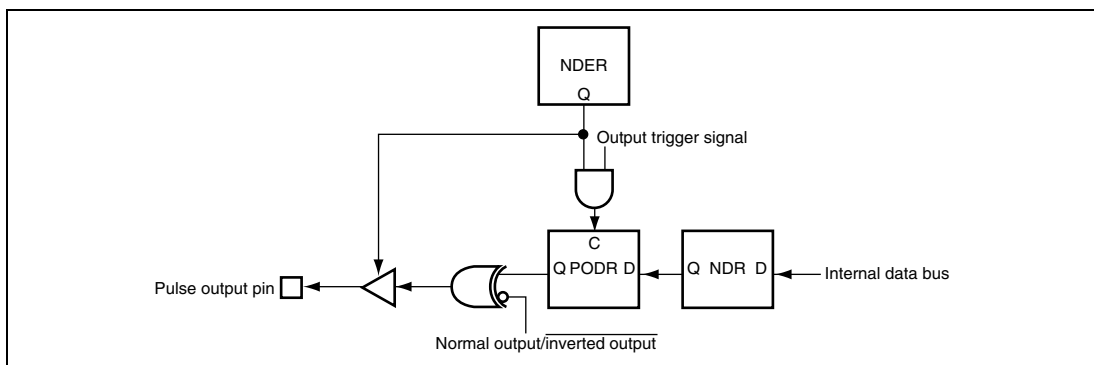 NDER
Q
Output trigger signal
C
Q PODR D
Q NDR D
Internal data bus
Pulse output pin
Normal output/inverted output